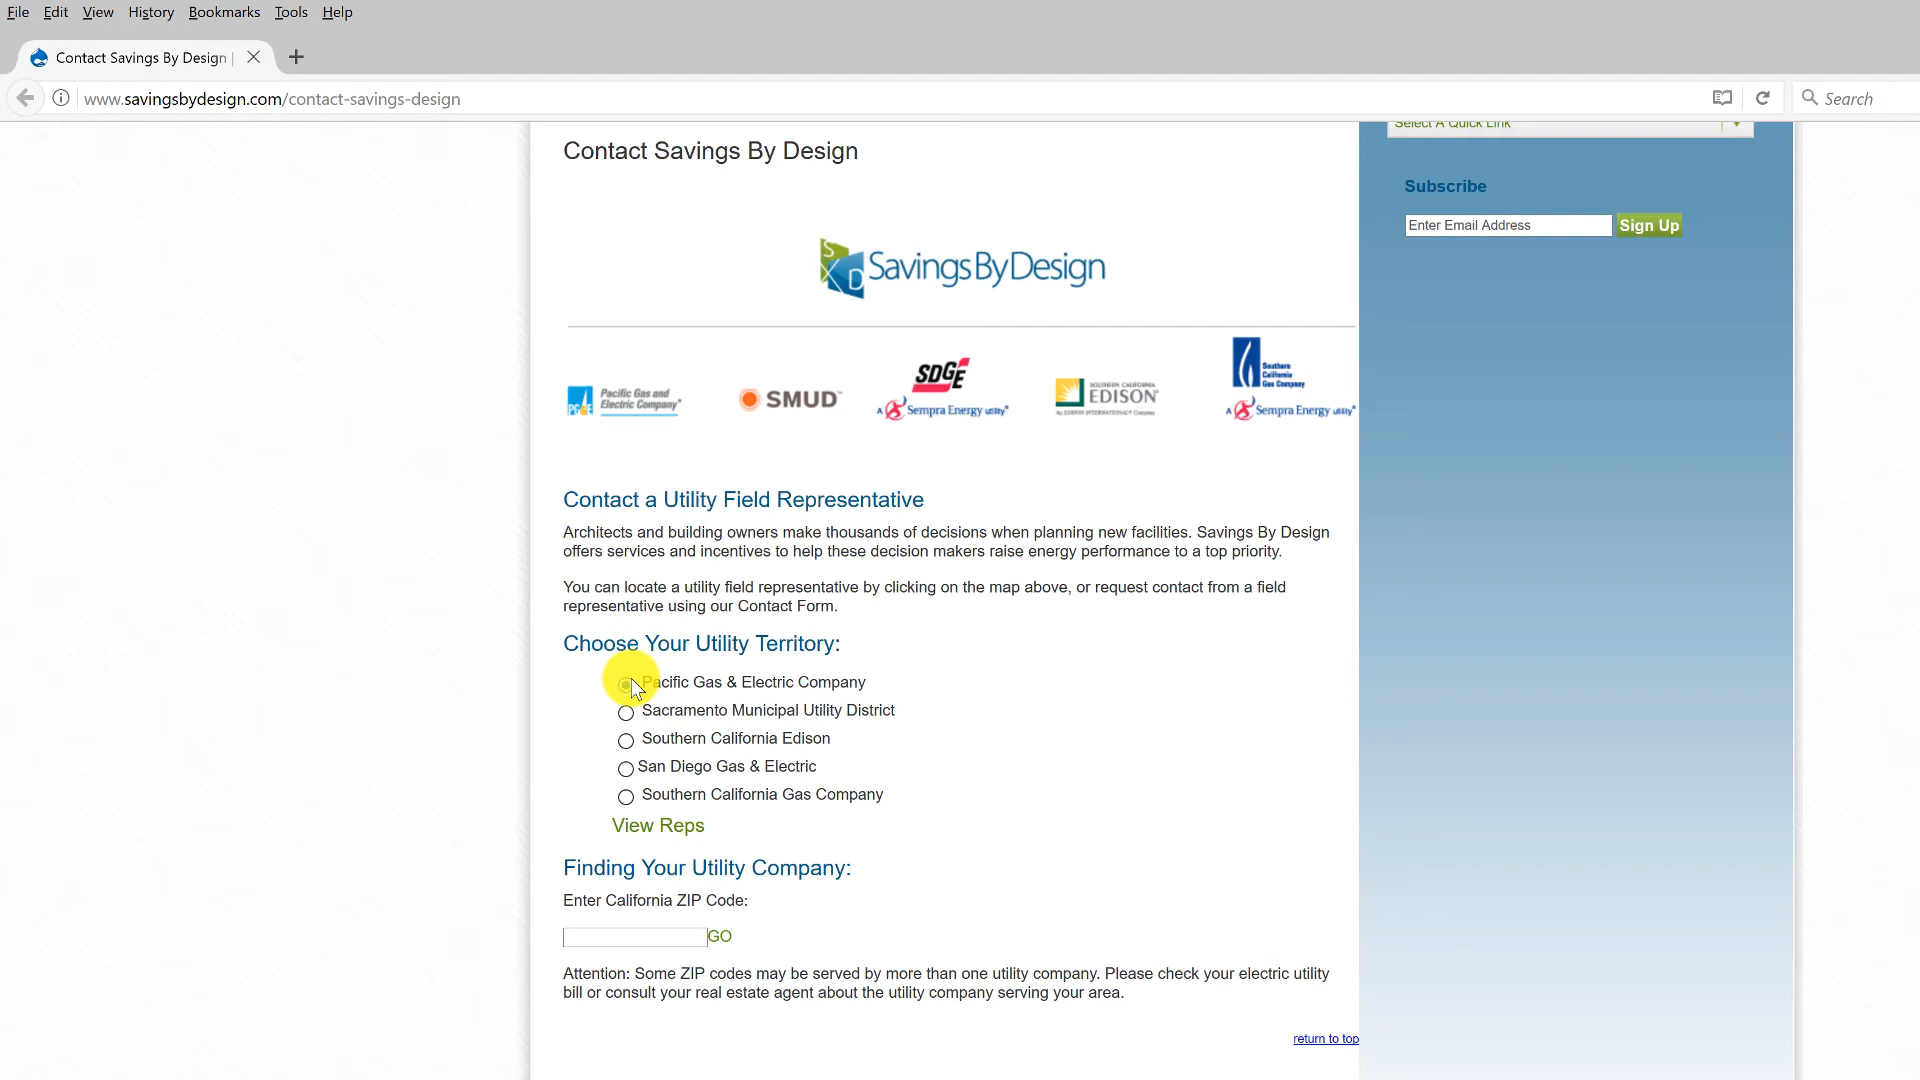 File Edit View History Bookmarks Tools Help
Contact Savings By Design |
www.savingsbydesign.com/contact-savings-design
Search
Select A Quick Link
Contact Savings By Design
Subscribe
Enter Email Address Sign Up
SXD SavingsByDesign
PG&E Pacific Gas and Electric Company®
SMUD™
SDGE
A Sempra Energy utility®
SOUTHERN CALIFORNIA
EDISON®
An EDISON INTERNATIONAL® Company
Southern
California
Gas Company
A Sempra Energy utility®
Contact a Utility Field Representative
Architects and building owners make thousands of decisions when planning new facilities. Savings By Design
offers services and incentives to help these decision makers raise energy performance to a top priority.
You can locate a utility field representative by clicking on the map above, or request contact from a field
representative using our Contact Form.
Choose Your Utility Territory:
Pacific Gas & Electric Company
Sacramento Municipal Utility District
Southern California Edison
San Diego Gas & Electric
Southern California Gas Company
View Reps
Finding Your Utility Company:
Enter California ZIP Code:
GO
Attention: Some ZIP codes may be served by more than one utility company. Please check your electric utility
bill or consult your real estate agent about the utility company serving your area.
return to top